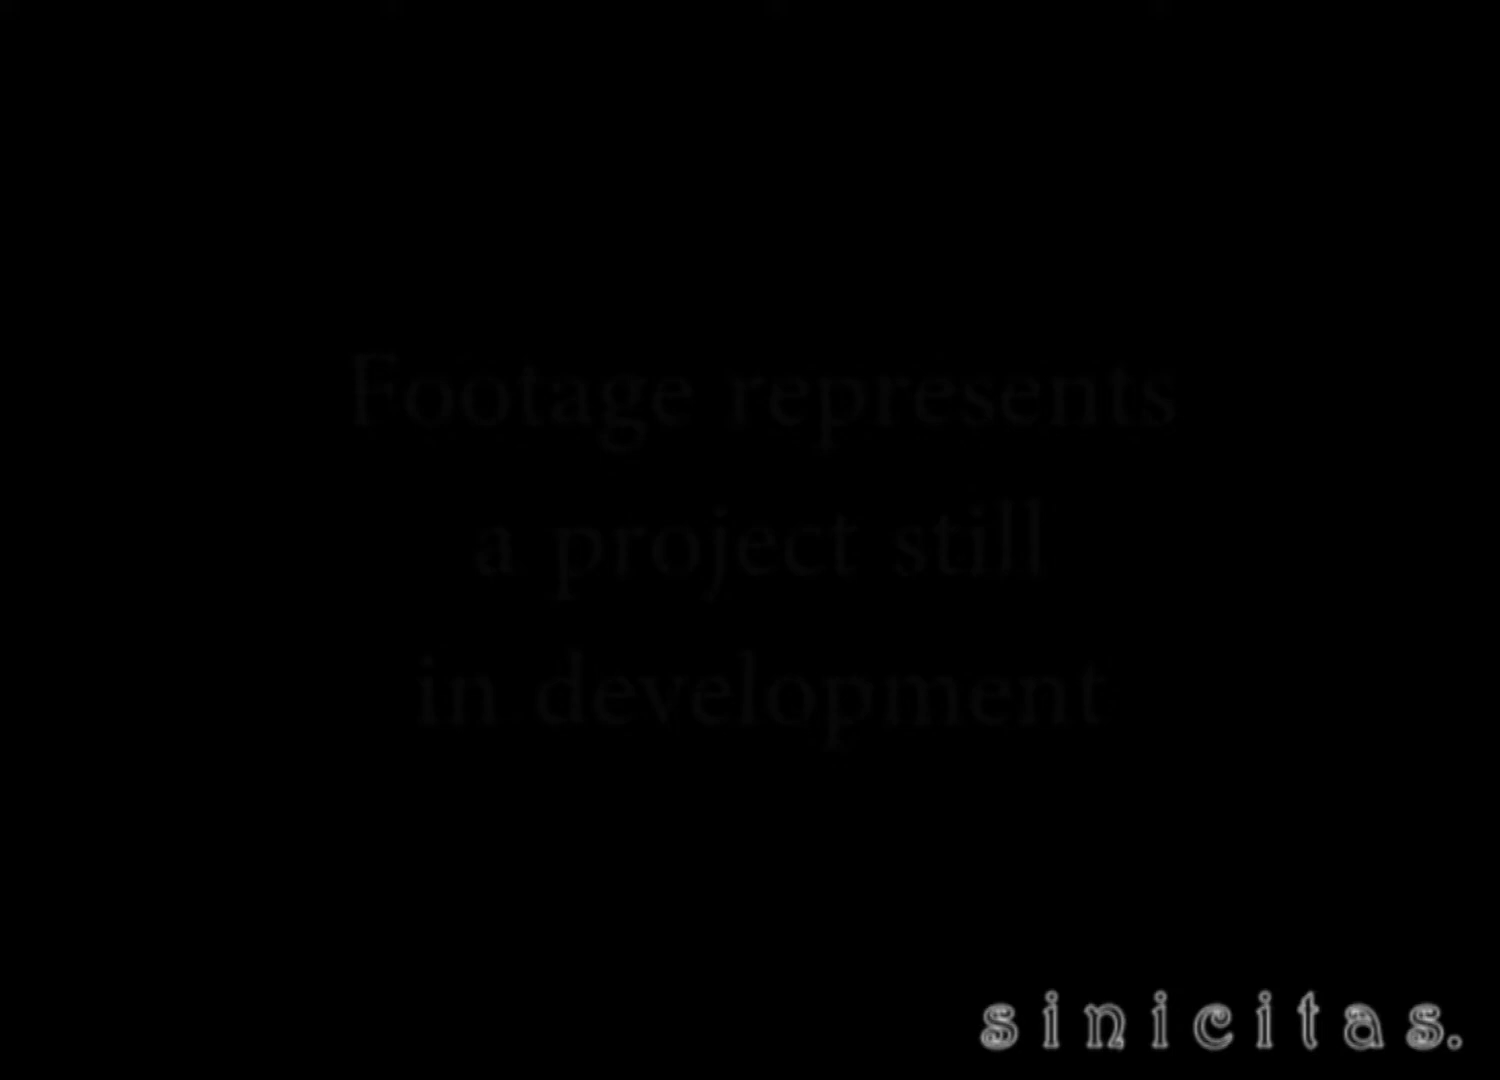 Footage represents
a project still
in development
sinicitas.